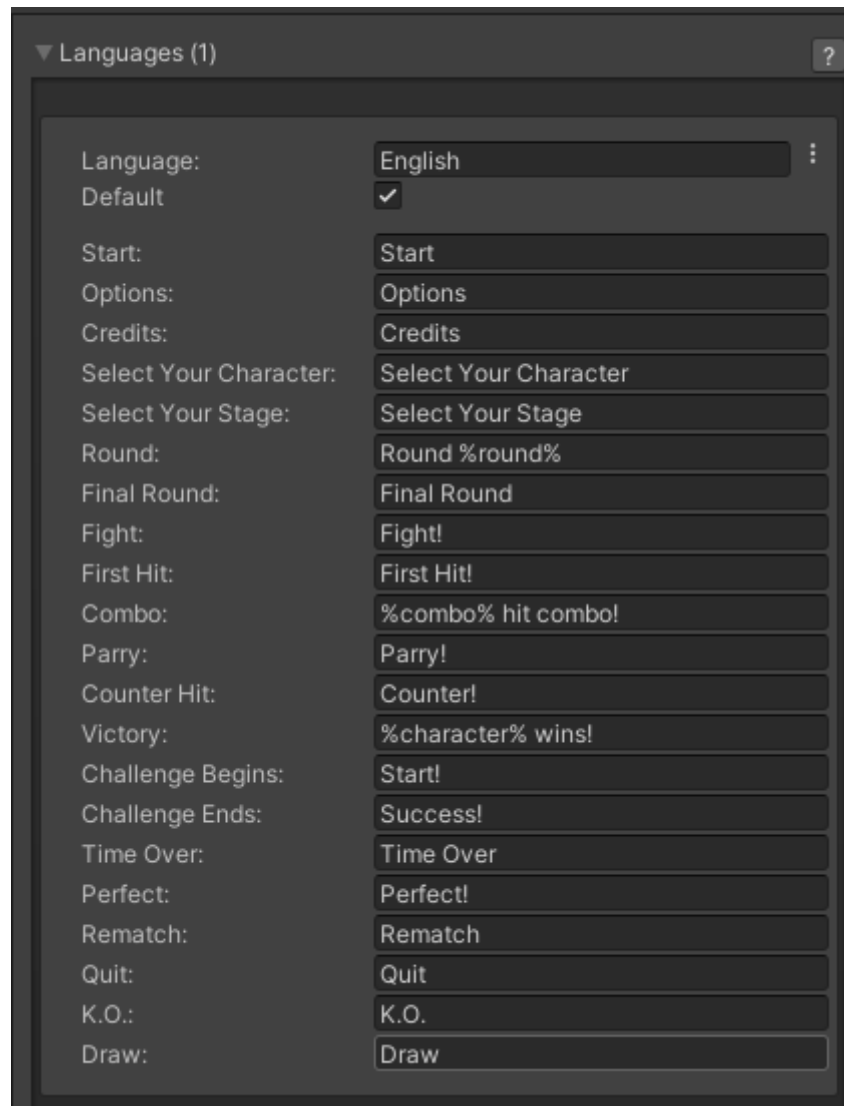 Languages (1)
?
Language: English
Default
Start: Start
Options: Options
Credits: Credits
Select Your Character: Select Your Character
Select Your Stage: Select Your Stage
Round: Round %round%
Final Round: Final Round
Fight: Fight!
First Hit: First Hit!
Combo: %combo% hit combo!
Parry: Parry!
Counter Hit: Counter!
Victory: %character% wins!
Challenge Begins: Start!
Challenge Ends: Success!
Time Over: Time Over
Perfect: Perfect!
Rematch: Rematch
Quit: Quit
K.O.: K.O.
Draw: Draw